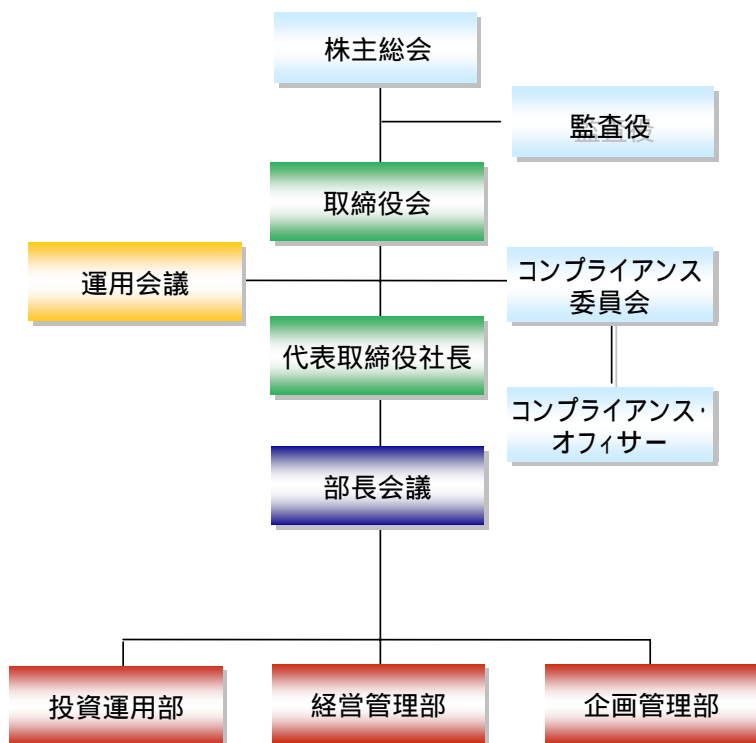 株主総会
監査役
取締役会
運用会議
コンプライアンス
委員会
代表取締役社長
コンプライアンス・
オフィサー
部長会議
投資運用部
経営管理部
企画管理部